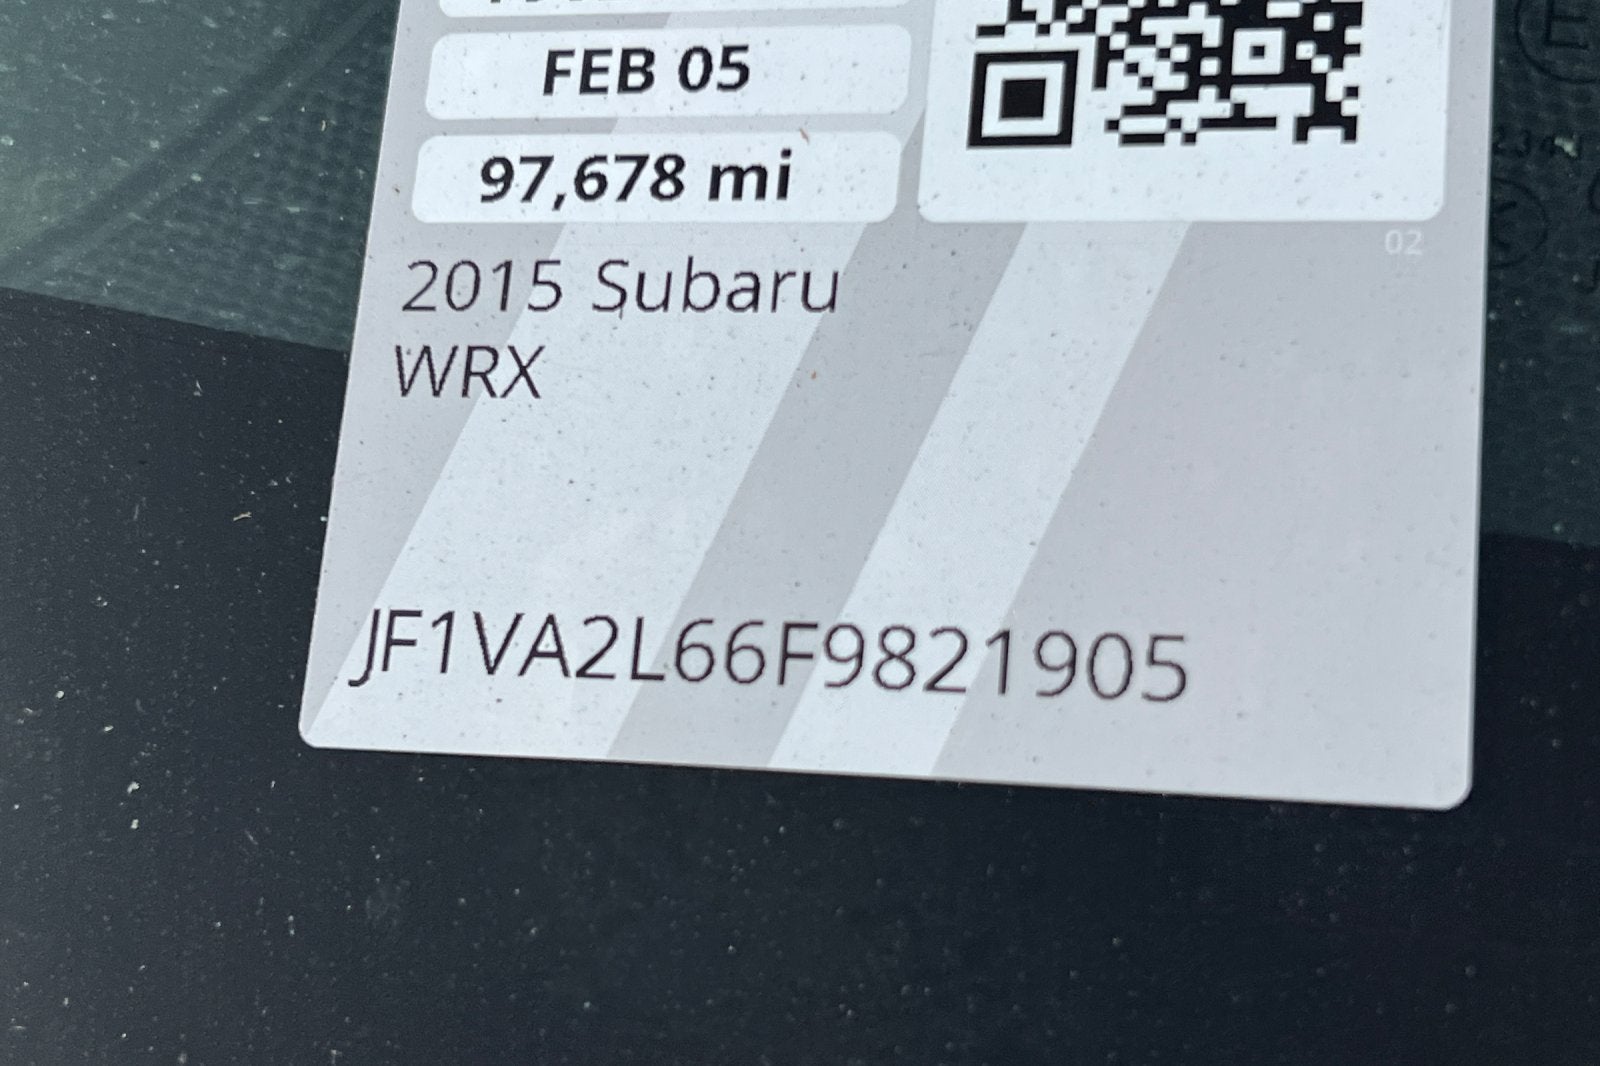 FEB 05
97,678 mi
02
2015 Subaru
WRX
JF1VA2L66F9821905